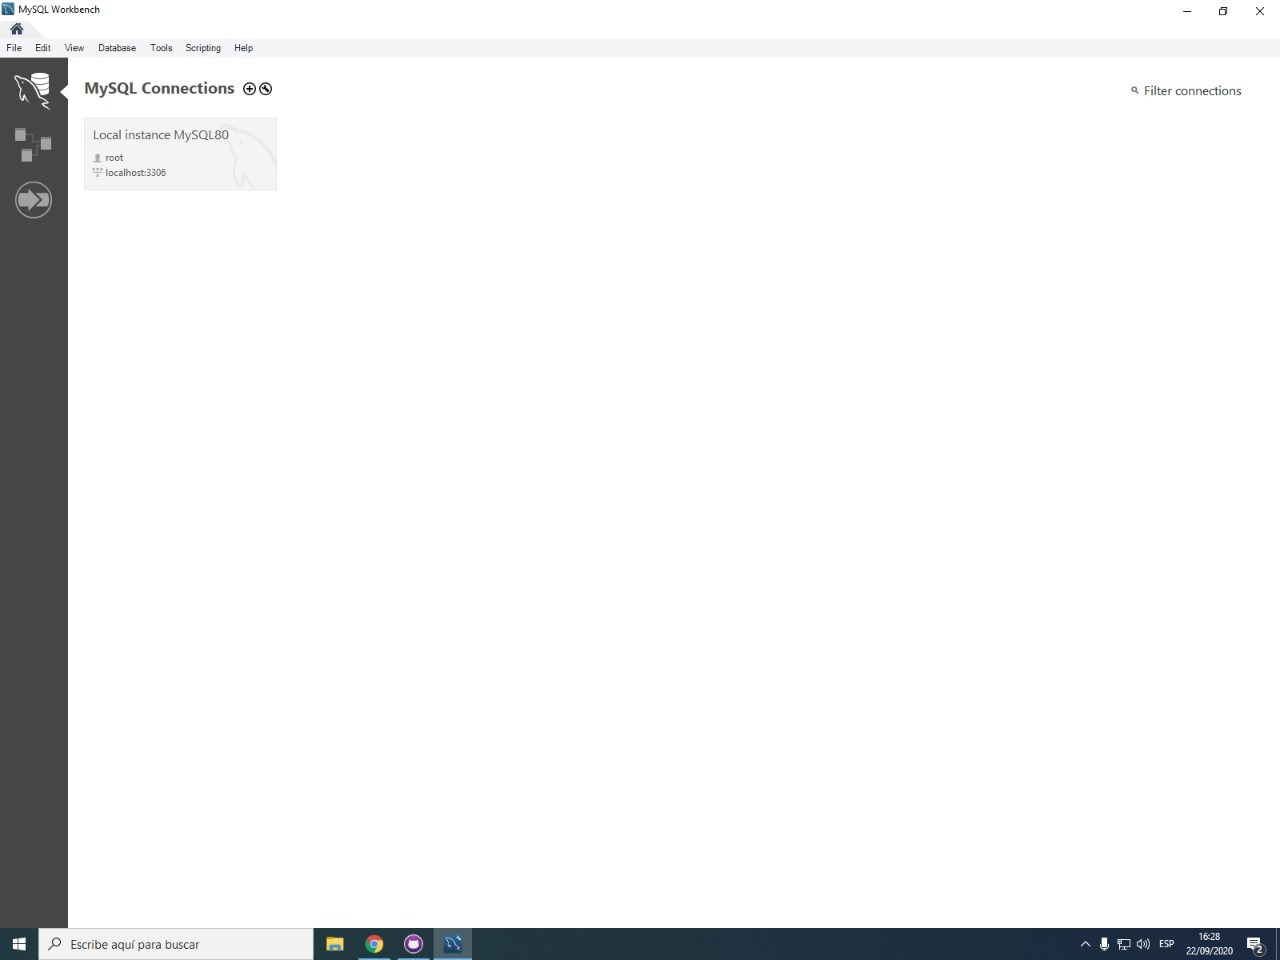 MySQL Workbench
File Edit View Database Tools Scripting Help
MySQL Connections
Filter connections
Local instance MySQL80
root
localhost:3306
Escribe aquí para buscar
ESP
16:28
22/09/2020
2